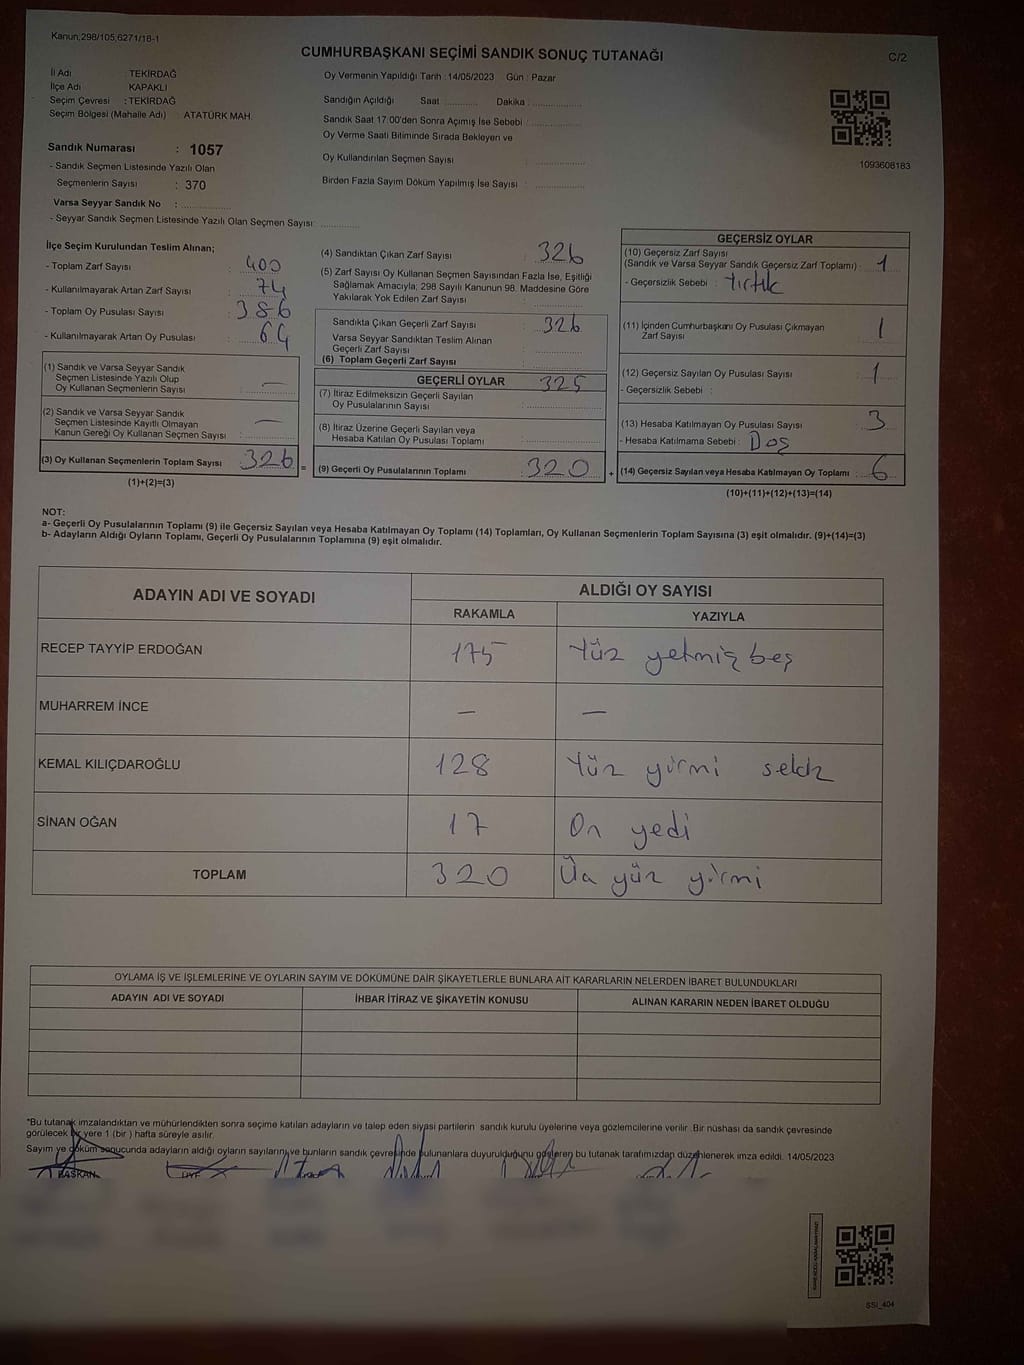 Kanun,298/105,6271/18-1
CUMHURBAŞKANI SEÇİMİ SANDIK SONUÇ TUTANAĞI
C/2
İl Adı : TEKİRDAĞ
İlçe Adı KAPAKLI
Seçim Çevresi : TEKİRDAĞ
Seçim Bölgesi (Mahalle Adı) : ATATÜRK MAH.
Oy Vermenin Yapıldığı Tarih : 14/05/2023 Gün : Pazar
Sandığın Açıldığı Saat ............ Dakika ............
Sandık Saat 17:00'den Sonra Açımış İse Sebebi ............
Oy Verme Saati Bitiminde Sırada Bekleyen ve
Oy Kullandırılan Seçmen Sayısı : ............
Birden Fazla Sayım Döküm Yapılmış İse Sayısı : ............
1093608183
Sandık Numarası : 1057
- Sandık Seçmen Listesinde Yazılı Olan
Seçmenlerin Sayısı : 370
Varsa Seyyar Sandık No : ............
- Seyyar Sandık Seçmen Listesinde Yazılı Olan Seçmen Sayısı: ............
İlçe Seçim Kurulundan Teslim Alınan;
- Toplam Zarf Sayısı : 400
- Kullanılmayarak Artan Zarf Sayısı : 74
- Toplam Oy Pusulası Sayısı : 386
- Kullanılmayarak Artan Oy Pusulası : 64
(1) Sandık ve Varsa Seyyar Sandık
Seçmen Listesinde Yazılı Olup
Oy Kullanan Seçmenlerin Sayısı : —
(2) Sandık ve Varsa Seyyar Sandık
Seçmen Listesinde Kayıtlı Olmayan
Kanun Gereği Oy Kullanan Seçmen Sayısı : —
(3) Oy Kullanan Seçmenlerin Toplam Sayısı : 326
(1)+(2)=(3)
=
(4) Sandıktan Çıkan Zarf Sayısı : 326
(5) Zarf Sayısı Oy Kullanan Seçmen Sayısından Fazla İse, Eşitliği
Sağlamak Amacıyla; 298 Sayılı Kanunun 98. Maddesine Göre
Yakılarak Yok Edilen Zarf Sayısı : ............
Sandıkta Çıkan Geçerli Zarf Sayısı : 326
Varsa Seyyar Sandıktan Teslim Alınan
Geçerli Zarf Sayısı : ............
(6) Toplam Geçerli Zarf Sayısı
GEÇERLİ OYLAR 325
(7) İtiraz Edilmeksizin Geçerli Sayılan
Oy Pusulalarının Sayısı : ............
(8) İtiraz Üzerine Geçerli Sayılan veya
Hesaba Katılan Oy Pusulası Toplamı : ............
(9) Geçerli Oy Pusulalarının Toplamı : 320
+
GEÇERSİZ OYLAR
(10) Geçersiz Zarf Sayısı
(Sandık ve Varsa Seyyar Sandık Geçersiz Zarf Toplamı) : 1
- Geçersizlik Sebebi : Yırtık
(11) İçinden Cumhurbaşkanı Oy Pusulası Çıkmayan
Zarf Sayısı 1
(12) Geçersiz Sayılan Oy Pusulası Sayısı : 1
- Geçersizlik Sebebi :
(13) Hesaba Katılmayan Oy Pusulası Sayısı : 3
- Hesaba Katılmama Sebebi : Doş
(14) Geçersiz Sayılan veya Hesaba Katılmayan Oy Toplamı : 6
(10)+(11)+(12)+(13)=(14)
NOT:
a- Geçerli Oy Pusulalarının Toplamı (9) ile Geçersiz Sayılan veya Hesaba Katılmayan Oy Toplamı (14) Toplamları, Oy Kullanan Seçmenlerin Toplam Sayısına (3) eşit olmalıdır. (9)+(14)=(3)
b- Adayların Aldığı Oyların Toplamı, Geçerli Oy Pusulalarının Toplamına (9) eşit olmalıdır.
ADAYIN ADI VE SOYADI
ALDIĞI OY SAYISI
RAKAMLA YAZIYLA
RECEP TAYYİP ERDOĞAN 175 Yüz yetmiş beş
MUHARREM İNCE — —
KEMAL KILIÇDAROĞLU 128 Yüz yirmi sekiz
SİNAN OĞAN 17 On yedi
TOPLAM 320 Üç yüz yirmi
OYLAMA İŞ VE İŞLEMLERİNE VE OYLARIN SAYIM VE DÖKÜMÜNE DAİR ŞİKAYETLERLE BUNLARA AİT KARARLARIN NELERDEN İBARET BULUNDUKLARI
ADAYIN ADI VE SOYADI İHBAR İTİRAZ VE ŞİKAYETİN KONUSU ALINAN KARARIN NEDEN İBARET OLDUĞU
*Bu tutanak imzalandıktan ve mühürlendikten sonra seçime katılan adayların ve talep eden siyasi partilerin sandık kurulu üyelerine veya gözlemcilerine verilir. Bir nüshası da sandık çevresinde
görülecek bir yere 1 (bir ) hafta süreyle asılır.
Sayım ve döküm sonucunda adayların aldığı oyların sayılarını ve bunların sandık çevresinde bulunanlara duyurulduğunu gösteren bu tutanak tarafımızdan düzenlenerek imza edildi. 14/05/2023
BAŞKAN ÜYE
SSI_404